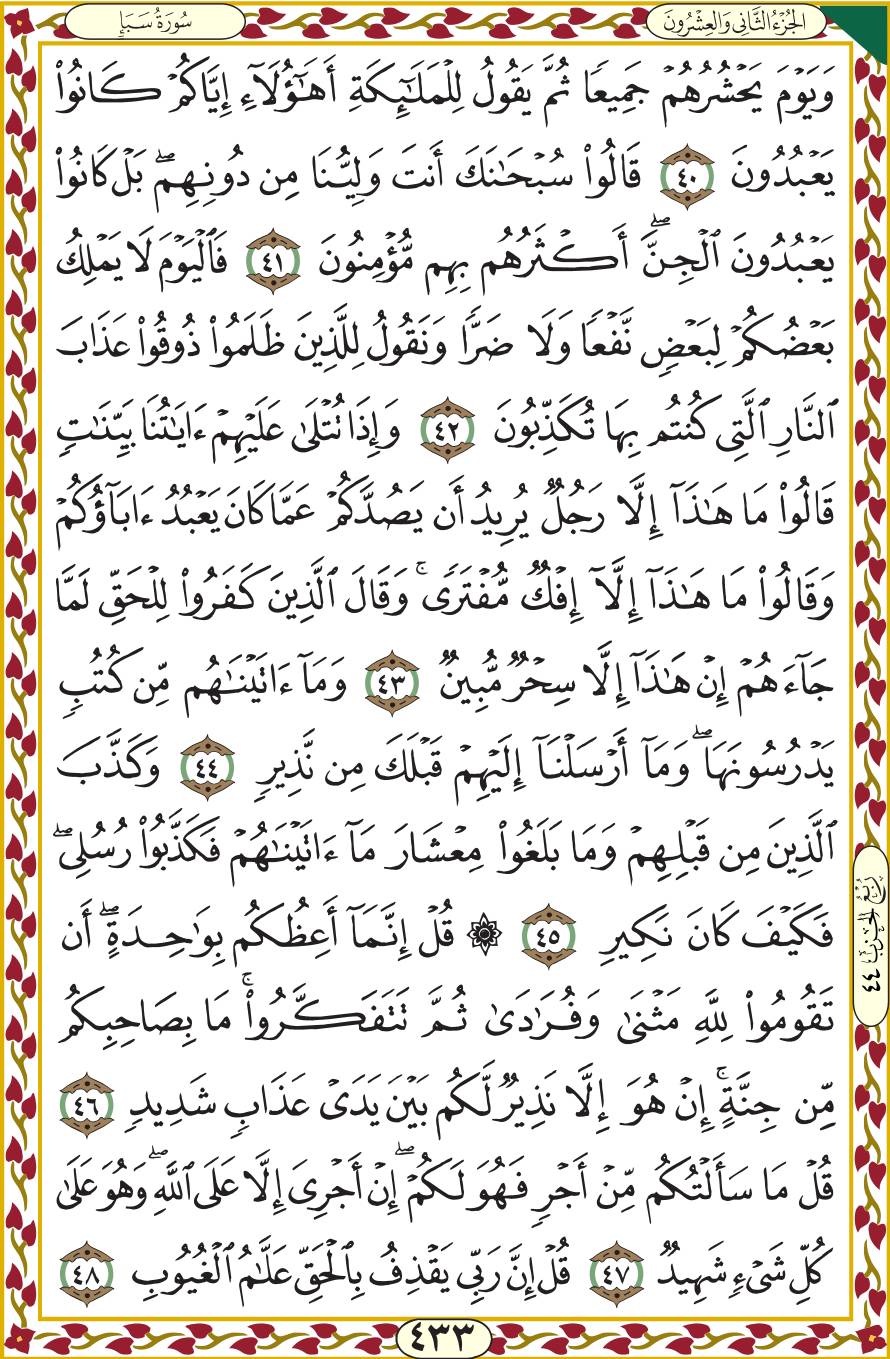 الجُزْءُ الثَّانِي وَالعِشْرُونَ
سُورَةُ سَبَإٍ
وَيَوْمَ يَحْشُرُهُمْ جَمِيعًا ثُمَّ يَقُولُ لِلْمَلَٰٓئِكَةِ أَهَٰٓؤُلَآءِ إِيَّاكُمْ كَانُوا۟
يَعْبُدُونَ ٤٠ قَالُوا۟ سُبْحَٰنَكَ أَنتَ وَلِيُّنَا مِن دُونِهِم ۖ بَلْ كَانُوا۟
يَعْبُدُونَ ٱلْجِنَّ ۖ أَكْثَرُهُم بِهِم مُّؤْمِنُونَ ٤١ فَٱلْيَوْمَ لَا يَمْلِكُ
بَعْضُكُمْ لِبَعْضٍ نَّفْعًا وَلَا ضَرًّا وَنَقُولُ لِلَّذِينَ ظَلَمُوا۟ ذُوقُوا۟ عَذَابَ
ٱلنَّارِ ٱلَّتِى كُنتُم بِهَا تُكَذِّبُونَ ٤٢ وَإِذَا تُتْلَىٰ عَلَيْهِمْ ءَايَٰتُنَا بَيِّنَٰتٍ
قَالُوا۟ مَا هَٰذَآ إِلَّا رَجُلٌ يُرِيدُ أَن يَصُدَّكُمْ عَمَّا كَانَ يَعْبُدُ ءَابَآؤُكُمْ
وَقَالُوا۟ مَا هَٰذَآ إِلَّآ إِفْكٌ مُّفْتَرًى ۚ وَقَالَ ٱلَّذِينَ كَفَرُوا۟ لِلْحَقِّ لَمَّا
جَآءَهُمْ إِنْ هَٰذَآ إِلَّا سِحْرٌ مُّبِينٌ ٤٣ وَمَآ ءَاتَيْنَٰهُم مِّن كُتُبٍ
يَدْرُسُونَهَا ۖ وَمَآ أَرْسَلْنَآ إِلَيْهِمْ قَبْلَكَ مِن نَّذِيرٍ ٤٤ وَكَذَّبَ
ٱلَّذِينَ مِن قَبْلِهِمْ وَمَا بَلَغُوا۟ مِعْشَارَ مَآ ءَاتَيْنَٰهُمْ فَكَذَّبُوا۟ رُسُلِى ۖ
فَكَيْفَ كَانَ نَكِيرِ ٤٥ ۞ قُلْ إِنَّمَآ أَعِظُكُم بِوَٰحِدَةٍ ۖ أَن
تَقُومُوا۟ لِلَّهِ مَثْنَىٰ وَفُرَٰدَىٰ ثُمَّ تَتَفَكَّرُوا۟ ۚ مَا بِصَاحِبِكُم
مِّن جِنَّةٍ ۚ إِنْ هُوَ إِلَّا نَذِيرٌ لَّكُم بَيْنَ يَدَىْ عَذَابٍ شَدِيدٍ ٤٦
قُلْ مَا سَأَلْتُكُم مِّنْ أَجْرٍ فَهُوَ لَكُمْ ۖ إِنْ أَجْرِىَ إِلَّا عَلَى ٱللَّهِ ۖ وَهُوَ عَلَىٰ
كُلِّ شَىْءٍ شَهِيدٌ ٤٧ قُلْ إِنَّ رَبِّى يَقْذِفُ بِٱلْحَقِّ عَلَّٰمُ ٱلْغُيُوبِ ٤٨
رُبْعُ الحِزْبِ ٤٤
٤٣٣